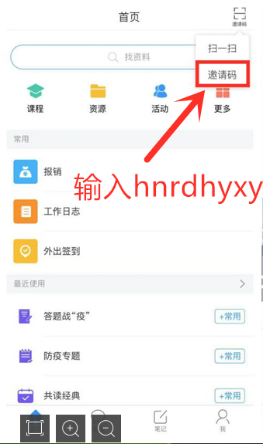 首页
邀请码
扫一扫
找资料
邀请码
课程 资源 活动 更多
常用
报销
输入hnrdhyxy
工作日志
外出签到
最近使用
答题战“疫” +常用
防疫专题 +常用
共读经典 +常用
笔记 我